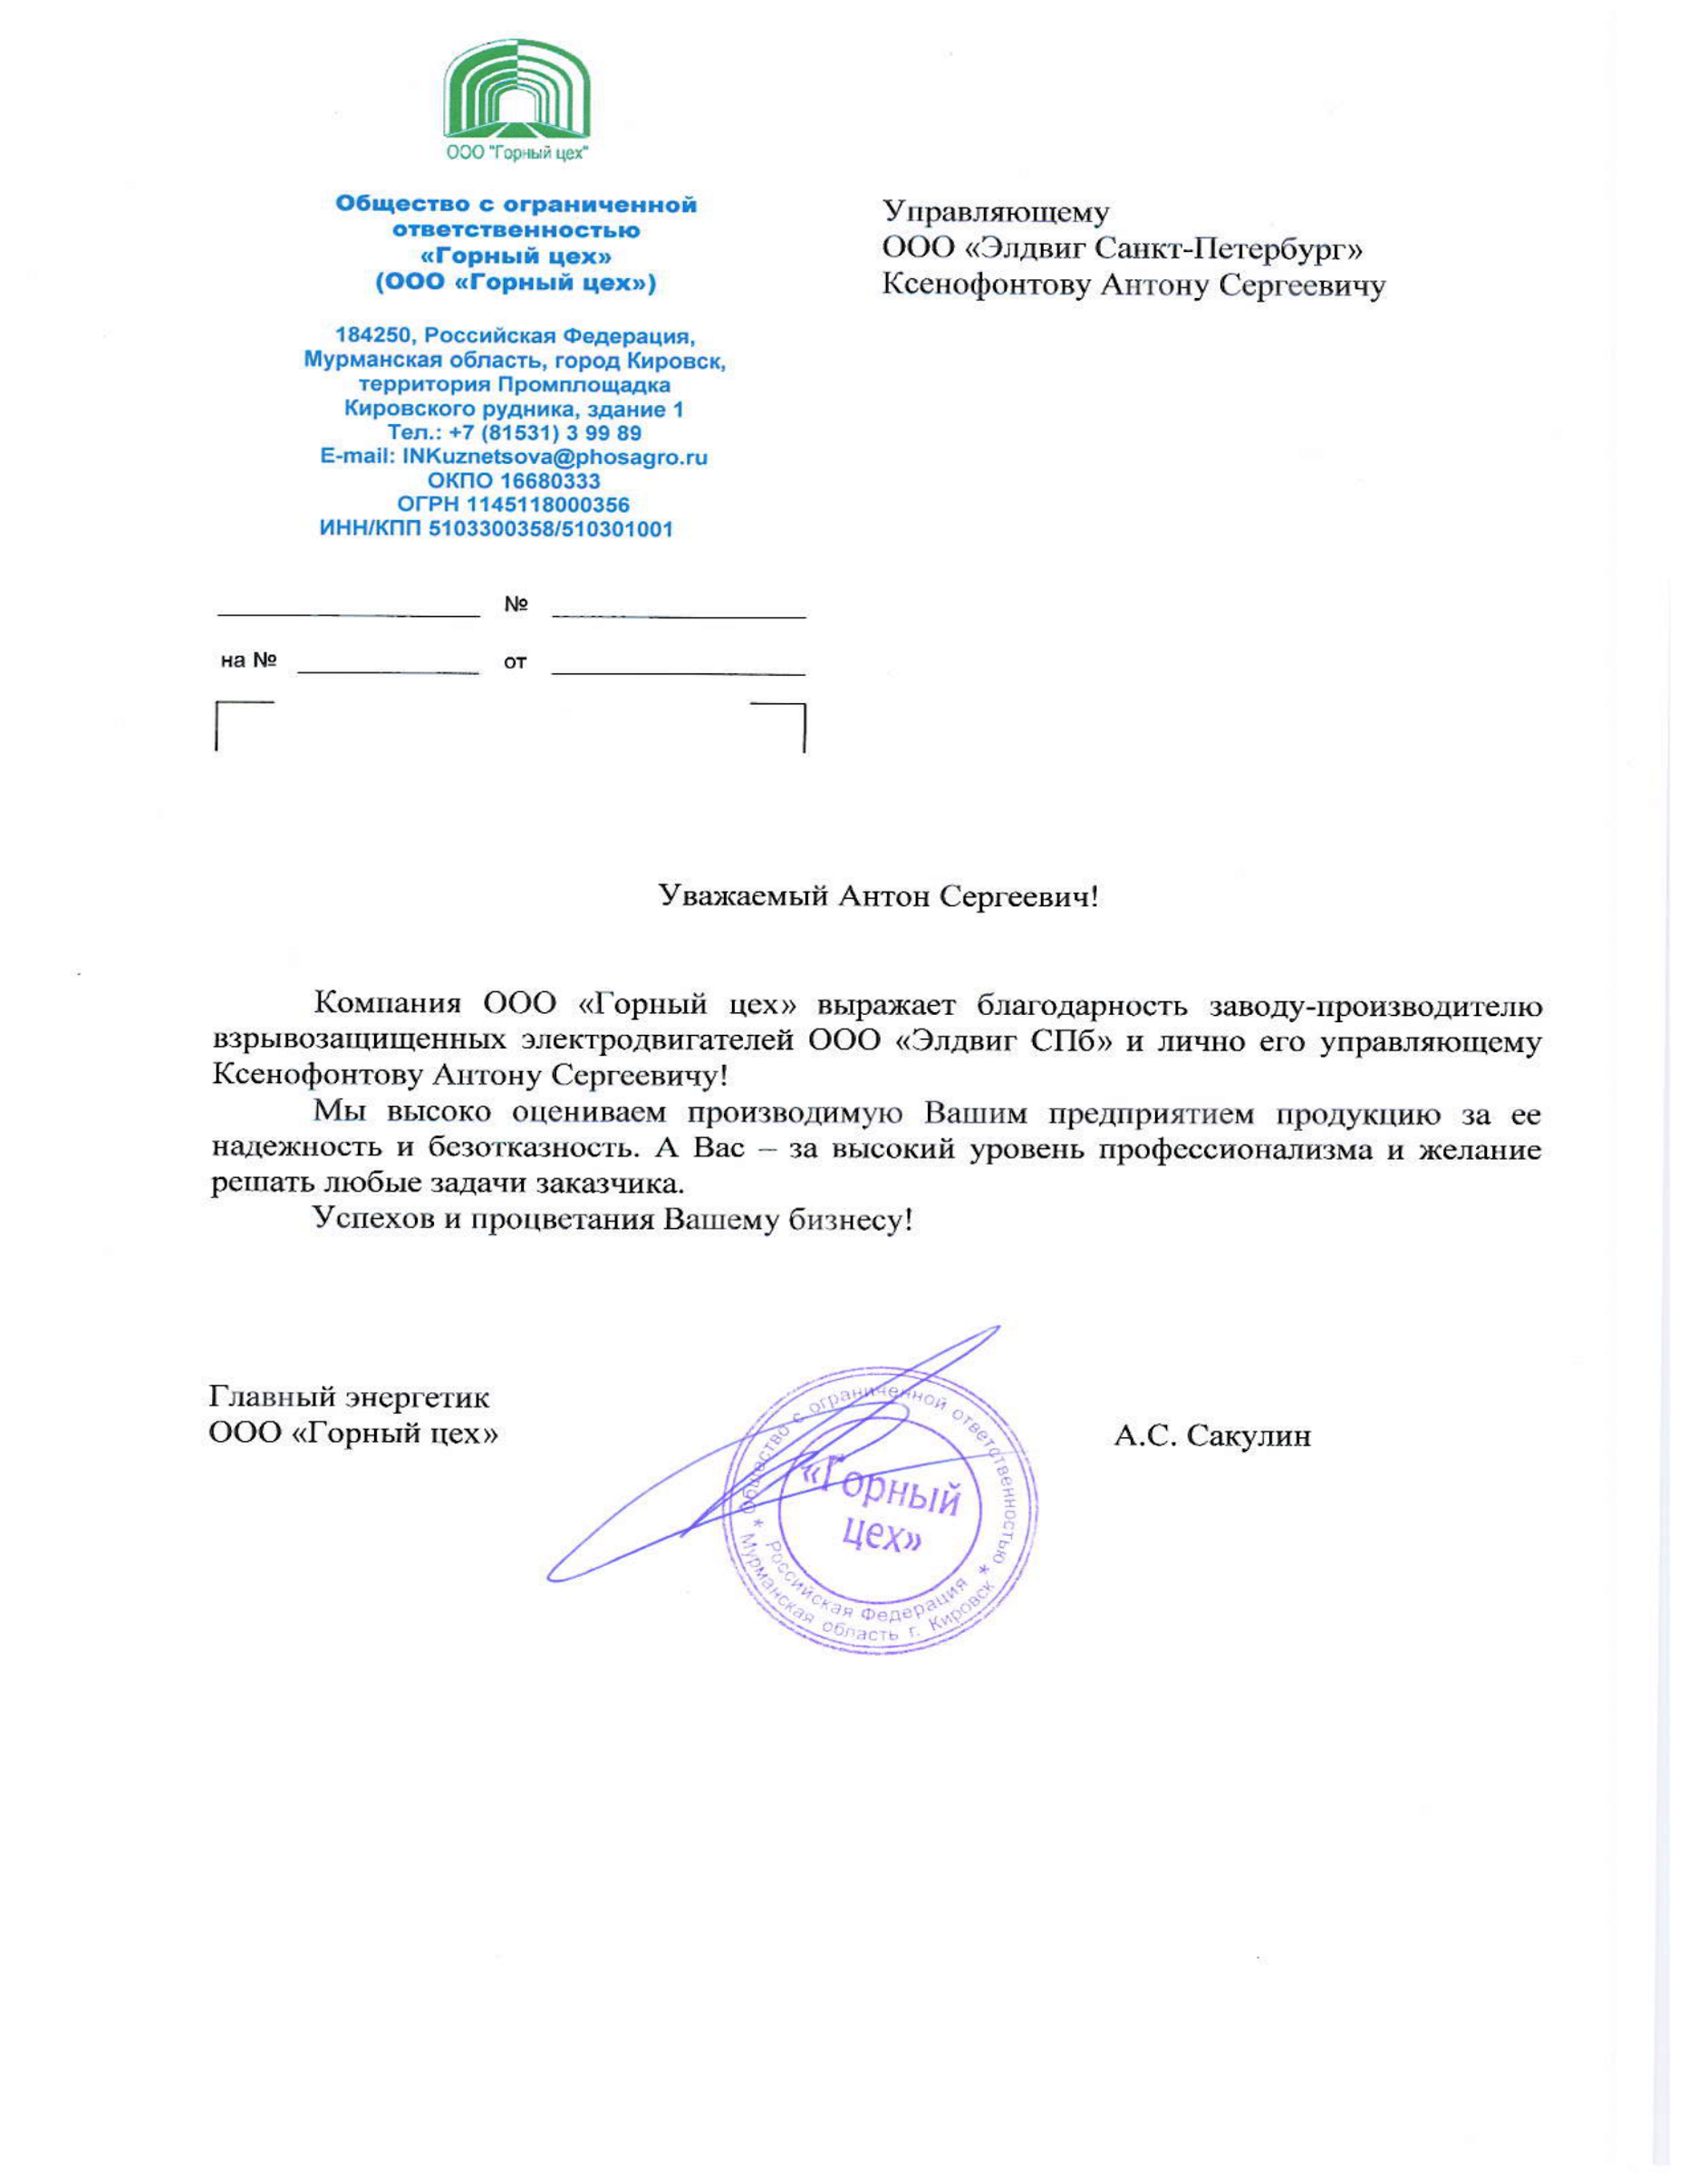 ООО "Горный цех"
Общество с ограниченной
ответственностью
«Горный цех»
(ООО «Горный цех»)
184250, Российская Федерация,
Мурманская область, город Кировск,
территория Промплощадка
Кировского рудника, здание 1
Тел.: +7 (81531) 3 99 89
E-mail: INKuznetsova@phosagro.ru
ОКПО 16680333
ОГРН 1145118000356
ИНН/КПП 5103300358/510301001
№
на № от
Управляющему
ООО «Элдвиг Санкт-Петербург»
Ксенофонтову Антону Сергеевичу
Уважаемый Антон Сергеевич!
Компания ООО «Горный цех» выражает благодарность заводу-производителю
взрывозащищенных электродвигателей ООО «Элдвиг СПб» и лично его управляющему
Ксенофонтову Антону Сергеевичу!
Мы высоко оцениваем производимую Вашим предприятием продукцию за ее
надежность и безотказность. А Вас – за высокий уровень профессионализма и желание
решать любые задачи заказчика.
Успехов и процветания Вашему бизнесу!
Главный энергетик
ООО «Горный цех»
А.С. Сакулин
Общество с ограниченной ответственностью
* Мурманская область г. Кировск *
Российская Федерация
«Горный
цех»